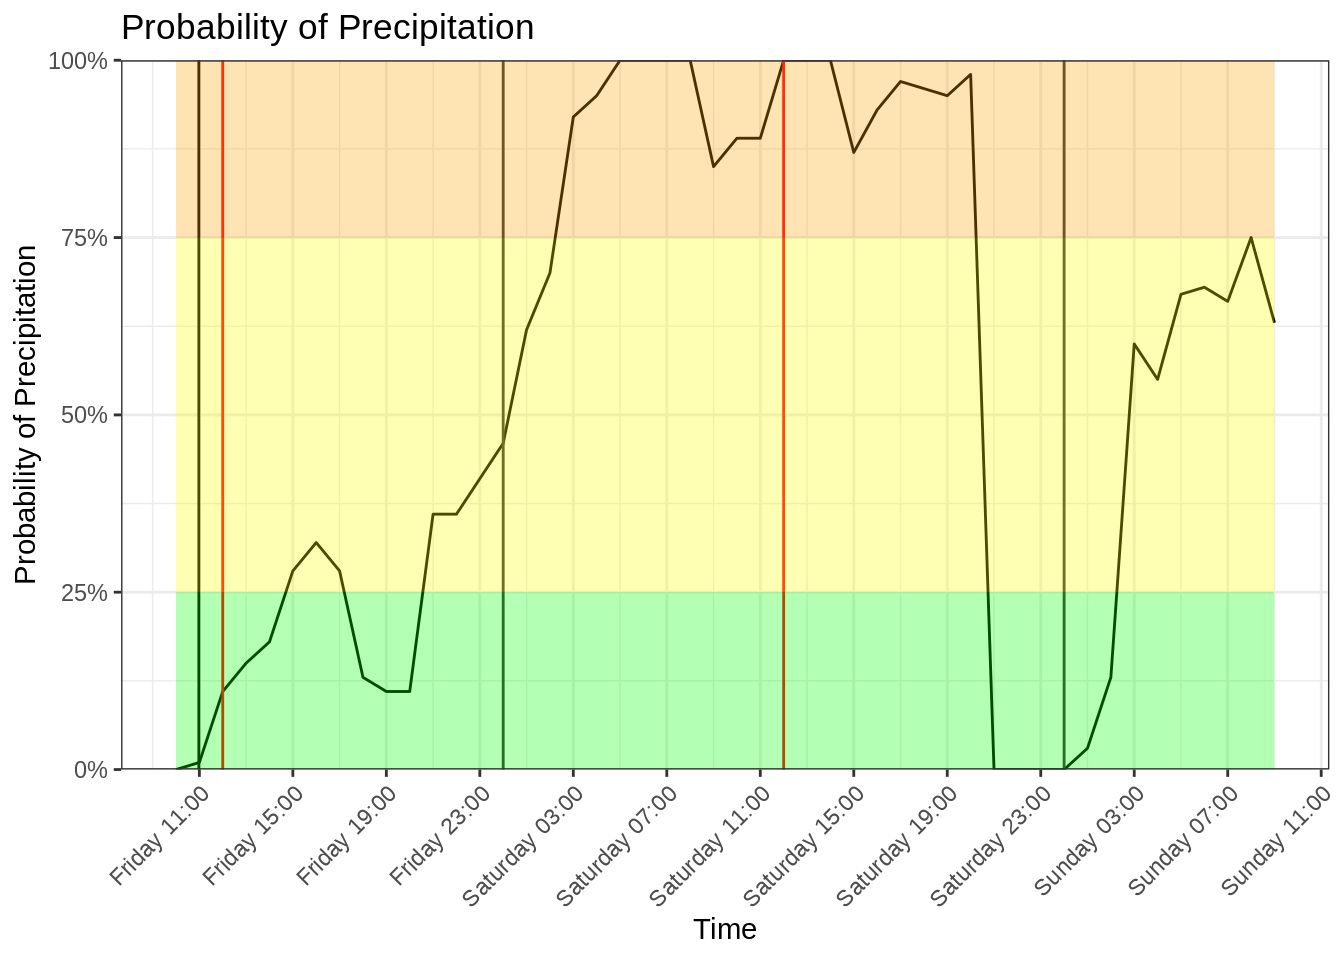 Probability of Precipitation
Probability of Precipitation
100%
75%
50%
25%
0%
Friday 11:00
Friday 15:00
Friday 19:00
Friday 23:00
Saturday 03:00
Saturday 07:00
Saturday 11:00
Saturday 15:00
Saturday 19:00
Saturday 23:00
Sunday 03:00
Sunday 07:00
Sunday 11:00
Time